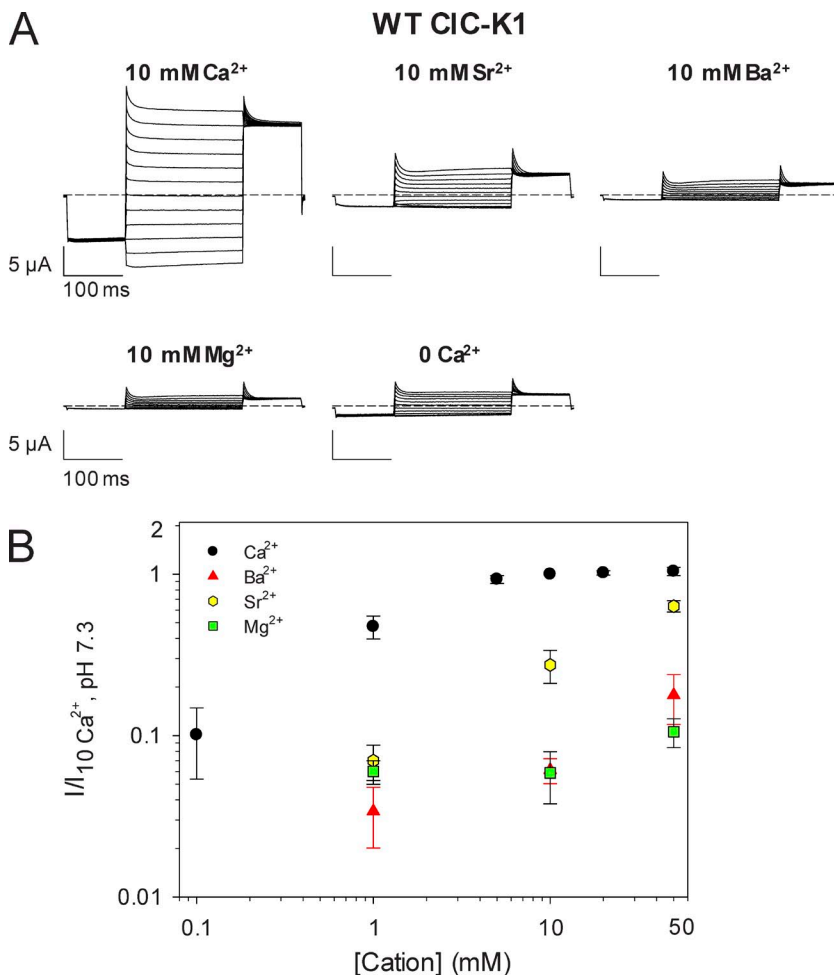 A
WT ClC-K1
10 mM Ca²⁺
10 mM Sr²⁺
10 mM Ba²⁺
5 µA
100 ms
10 mM Mg²⁺
0 Ca²⁺
5 µA
100 ms
B
2
1
0.1
0.01
I/I10 Ca²⁺, pH 7.3
Ca²⁺
Ba²⁺
Sr²⁺
Mg²⁺
0.1
1
10
50
[Cation] (mM)